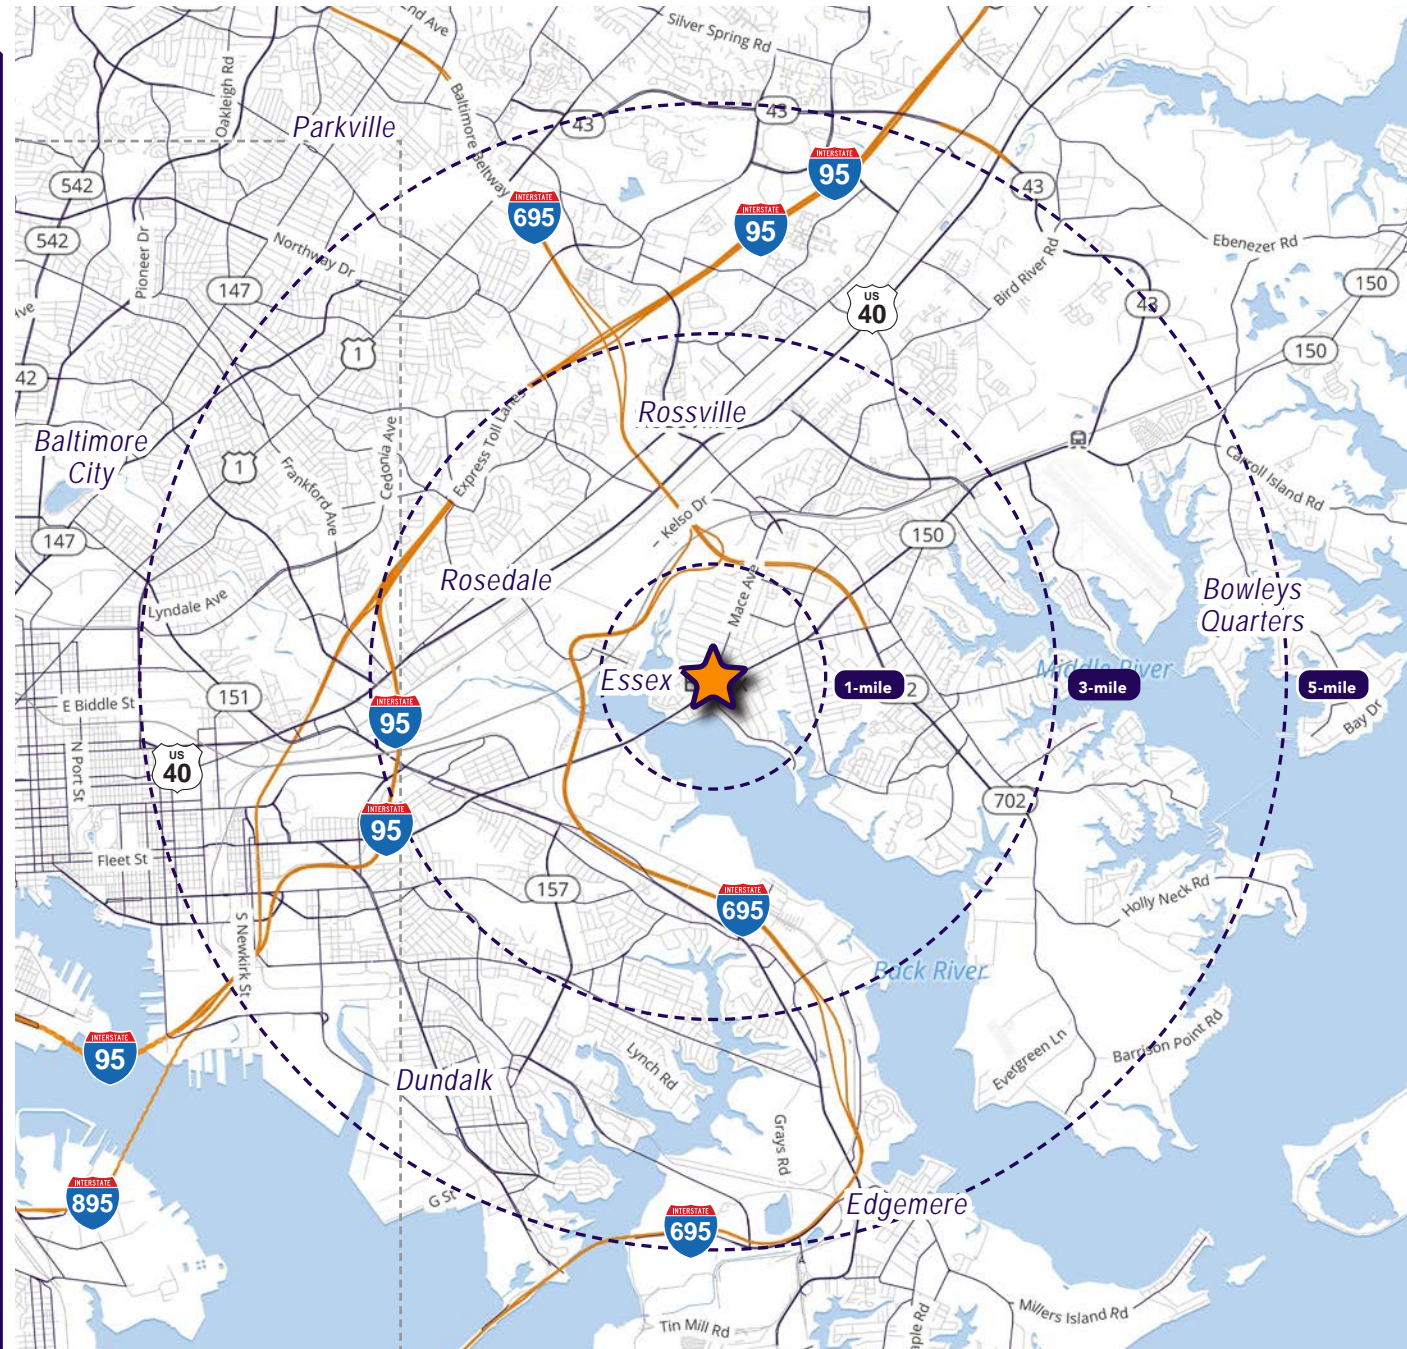 Silver Spring Rd
Oakleigh Rd
Baltimore Beltway
Parkville
43
43
INTERSTATE
95
542
43
INTERSTATE
695
INTERSTATE
95
542
Pioneer Dr
Northway Dr
Ebenezer Rd
Bird River Rd
150
147
43
US
40
1
150
42
Rossville
Express Toll Lanes
Baltimore
City
1
Cedonia Ave
Frankford Ave
Carroll Island Rd
147
Kelso Dr
150
Rosedale
Mace Ave
Bowleys
Quarters
Lyndale Ave
Middle River
Essex
1-mile
2
3-mile
5-mile
E Biddle St
151
INTERSTATE
95
Bay Dr
N Port St
US
40
702
INTERSTATE
95
Fleet St
157
INTERSTATE
695
Holly Neck Rd
S Newkirk St
Back River
INTERSTATE
95
Lynch Rd
Evergreen Ln
Barrison Point Rd
Dundalk
Grays Rd
INTERSTATE
895
G St
Edgemere
INTERSTATE
695
Millers Island Rd
Tin Mill Rd